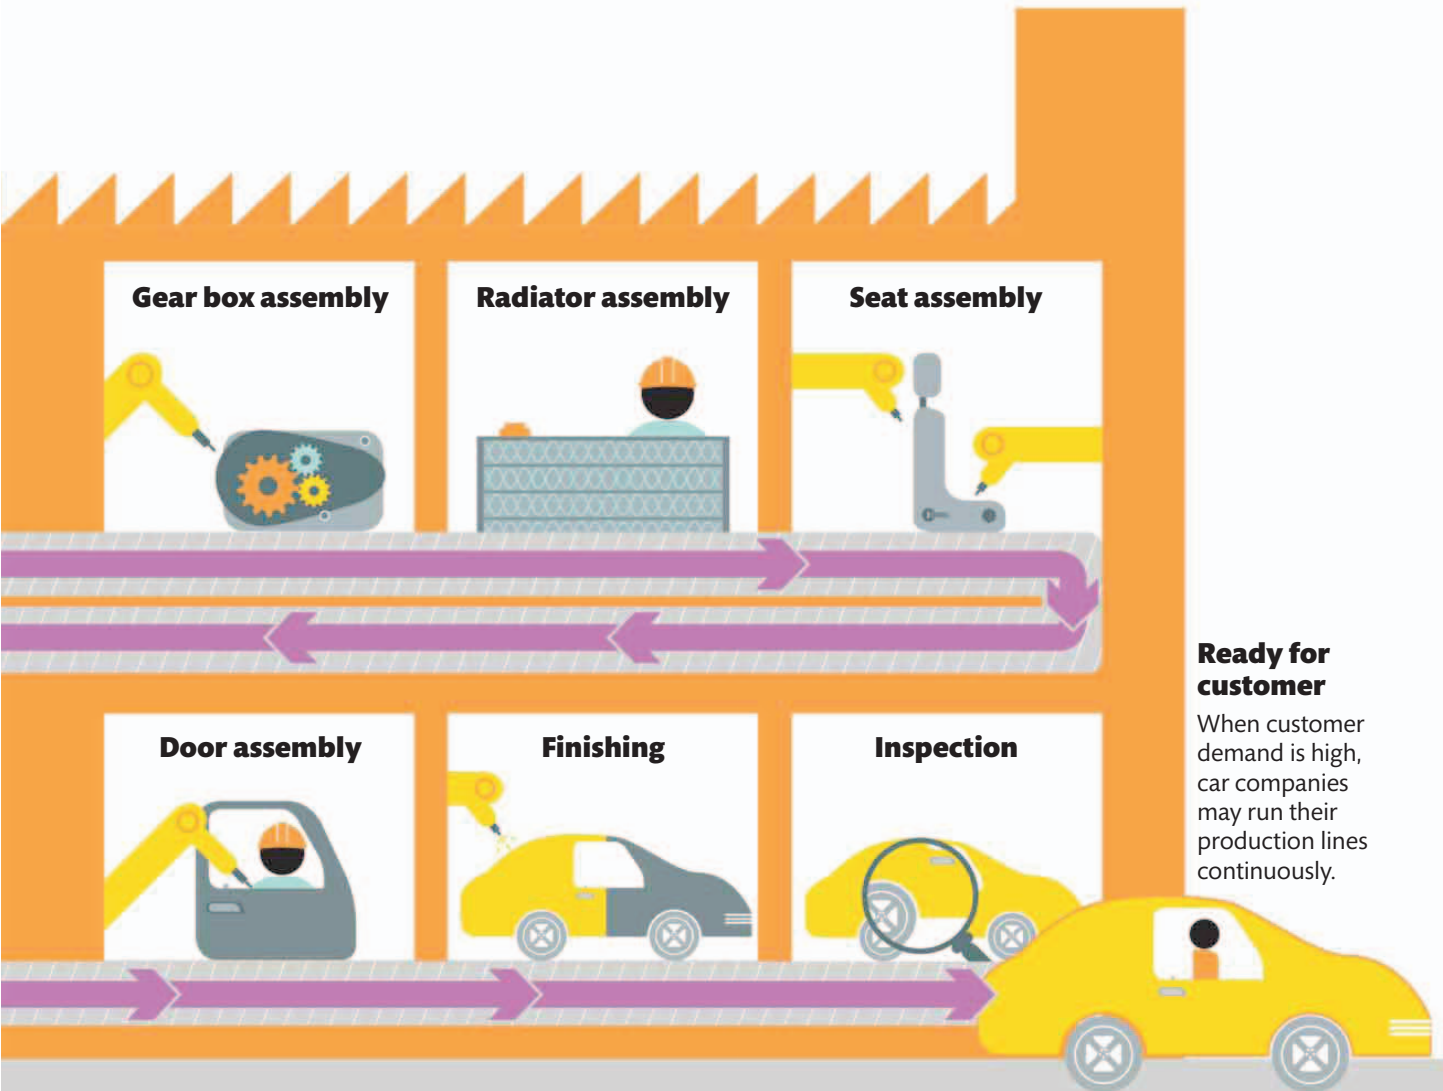 Gear box assembly
Radiator assembly
Seat assembly
Door assembly
Finishing
Inspection
Ready for
customer
When customer
demand is high,
car companies
may run their
production lines
continuously.